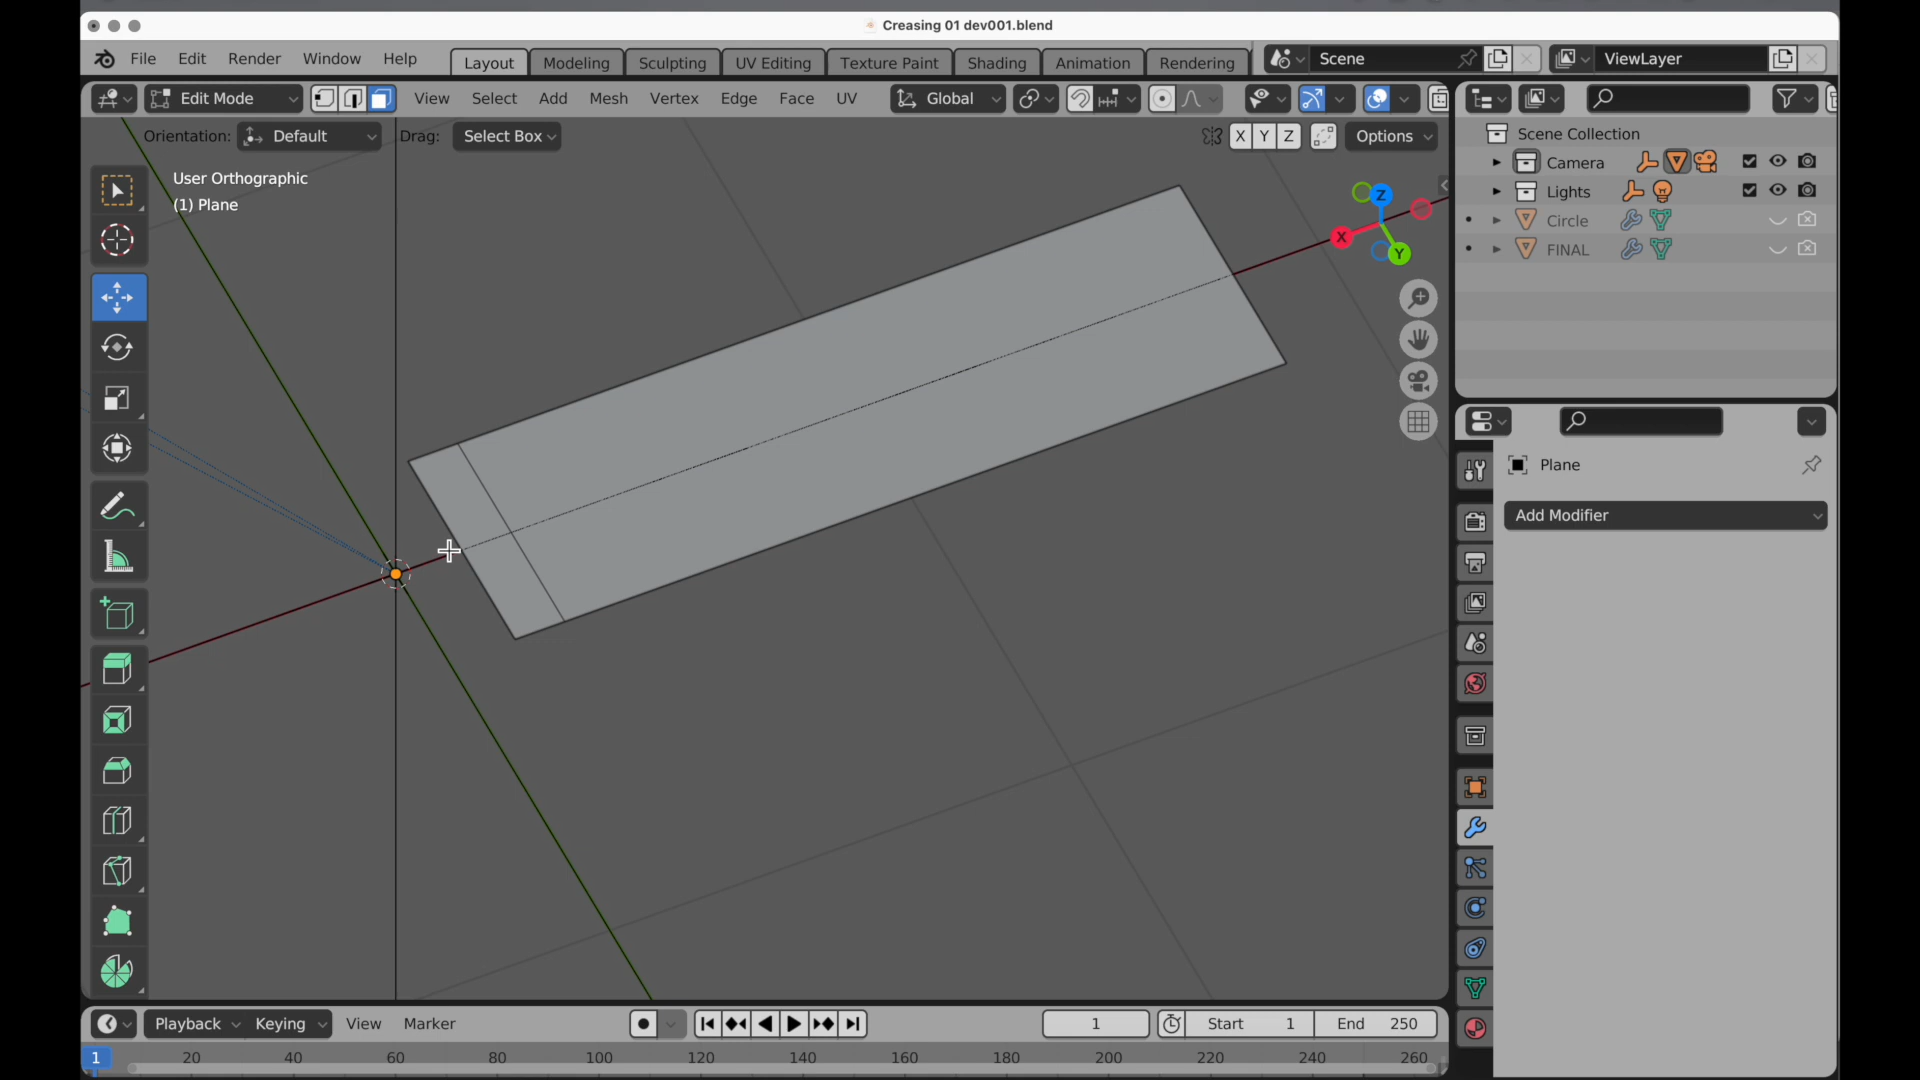 Creasing 01 dev001.blend
File Edit Render Window Help Layout Modeling Sculpting UV Editing Texture Paint Shading Animation Rendering Scene ViewLayer
Edit Mode View Select Add Mesh Vertex Edge Face UV Global
Orientation: Default Drag: Select Box X Y Z Options
User Orthographic
(1) Plane
Z
X
Y
Scene Collection
Camera
Lights
Circle
FINAL
Plane
Add Modifier
Playback Keying View Marker 1 Start 1 End 250
1 20 40 60 80 100 120 140 160 180 200 220 240 260